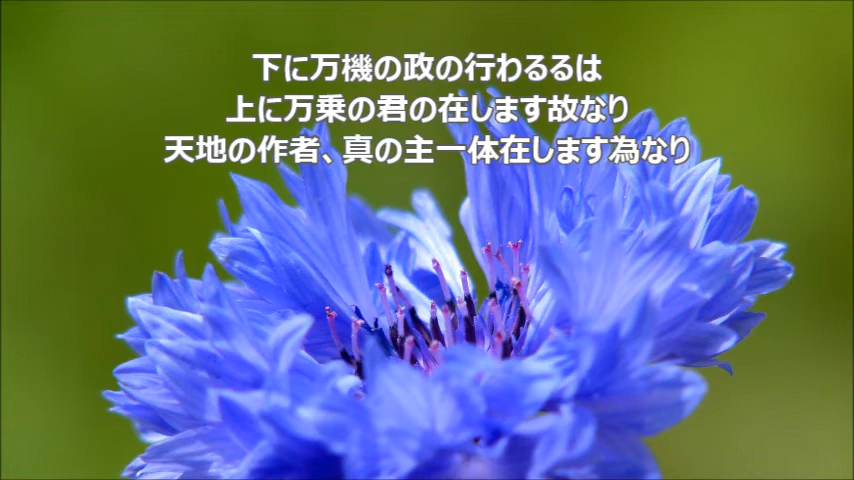 下に万機の政の行わるるは
上に万乗の君の在します故なり
天地の作者、真の主一体在します為なり